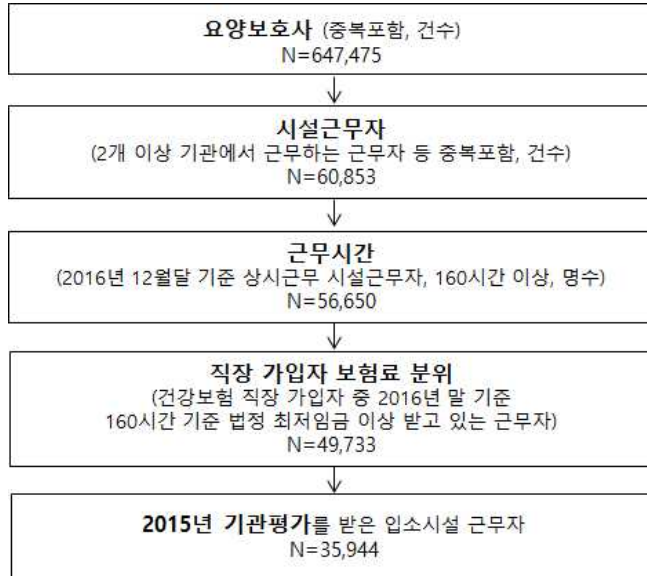 요양보호사 (중복포함, 건수)
N=647,475
시설근무자
(2개 이상 기관에서 근무하는 근무자 등 중복포함, 건수)
N=60,853
근무시간
(2016년 12월달 기준 상시근무 시설근무자, 160시간 이상, 명수)
N=56,650
직장 가입자 보험료 분위
(건강보험 직장 가입자 중 2016년 말 기준
160시간 기준 법정 최저임금 이상 받고 있는 근무자)
N=49,733
2015년 기관평가를 받은 입소시설 근무자
N=35,944